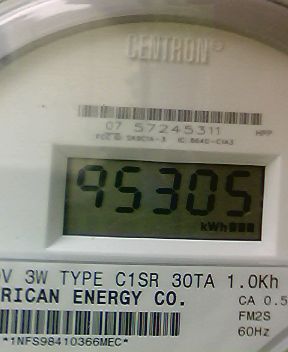 CENTRON®
07 57245311 HPP
95305
kWh
V 3W TYPE C1SR 30TA 1.0Kh
RICAN ENERGY CO. CA 0.5
FM2S
60Hz
*1NFS98410366MEC*